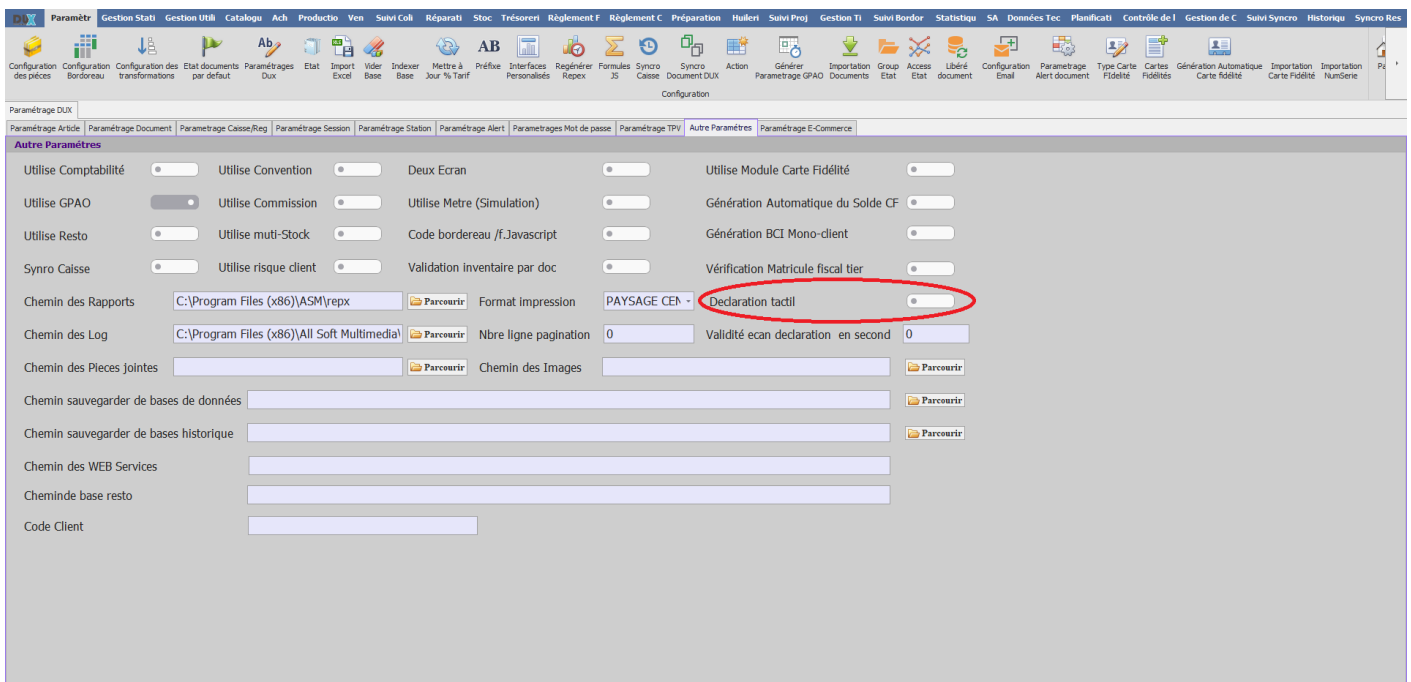 DUX Paramètr Gestion Stati Gestion Utili Catalogu Ach Productio Ven Suivi Coli Réparati Stoc Trésoreri Règlement F Règlement C Préparation Huileri Suivi Proj Gestion Ti Suivi Bordor Statistiqu SA Données Tec Planificati Contrôle de l Gestion de C Suivi Syncro Historiqu Syncro Res
Configuration des piéces Configuration Bordoreau Configuration des transformations Etat documents par defaut Paramétrages Dux Etat Import Excel Vider Base Indexer Base Mettre à Jour % Tarif Préfixe Interfaces Personalisés Regénérer Repex Formules JS Syncro Caisse Syncro Document DUX Action Générer Parametrage GPAO Importation Documents Group Etat Access Etat Libéré document Configuration Email Parametrage Alert document Type Carte FIdelité Cartes Fidélités Génération Automatique Carte fidélité Importation Carte Fidélité Importation NumSerie Pa
Configuration
Paramétrage DUX
Paramétrage Article Paramétrage Document Parametrage Caisse/Reg Paramétrage Session Paramétrage Station Paramétrage Alert Parametrages Mot de passe Paramétrage TPV Autre Paramétres Paramétrage E-Commerce
Autre Paramétres
Utilise Comptabilité Utilise Convention Deux Ecran Utilise Module Carte Fidélité
Utilise GPAO Utilise Commission Utilise Metre (Simulation) Génération Automatique du Solde CF
Utilise Resto Utilise muti-Stock Code bordereau /f.Javascript Génération BCI Mono-client
Synro Caisse Utilise risque client Validation inventaire par doc Vérification Matricule fiscal tier
Chemin des Rapports C:\Program Files (x86)\ASM\repx Parcourir Format impression PAYSAGE CEN Declaration tactil
Chemin des Log C:\Program Files (x86)\All Soft Multimedia\ Parcourir Nbre ligne pagination 0 Validité ecan declaration en second 0
Chemin des Pieces jointes Parcourir Chemin des Images Parcourir
Chemin sauvegarder de bases de données Parcourir
Chemin sauvegarder de bases historique Parcourir
Chemin des WEB Services
Cheminde base resto
Code Client